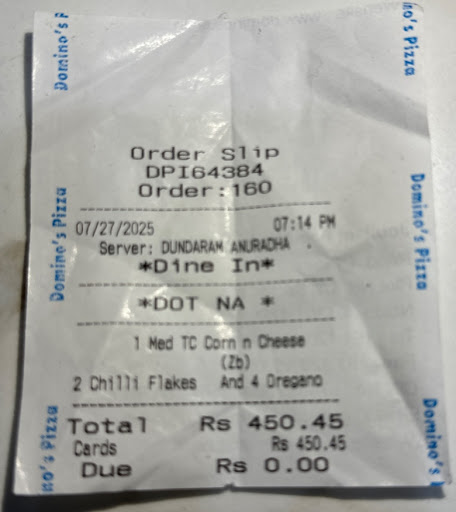 Domino's P
no's Pizza
Order Slip
DPI64384
Order:160
Domino's Pizza
Domino's Pizza
07/27/2025 07:14 PM
Server: DUNDARAM ANURADHA .
*Dine In*
*DOT NA *
1 Med TC Corn n Cheese
(Zb)
2 Chilli Flakes And 4 Oregano
Total Rs 450.45
Cards Rs 450.45
Due Rs 0.00
no's Pizza
Domino's